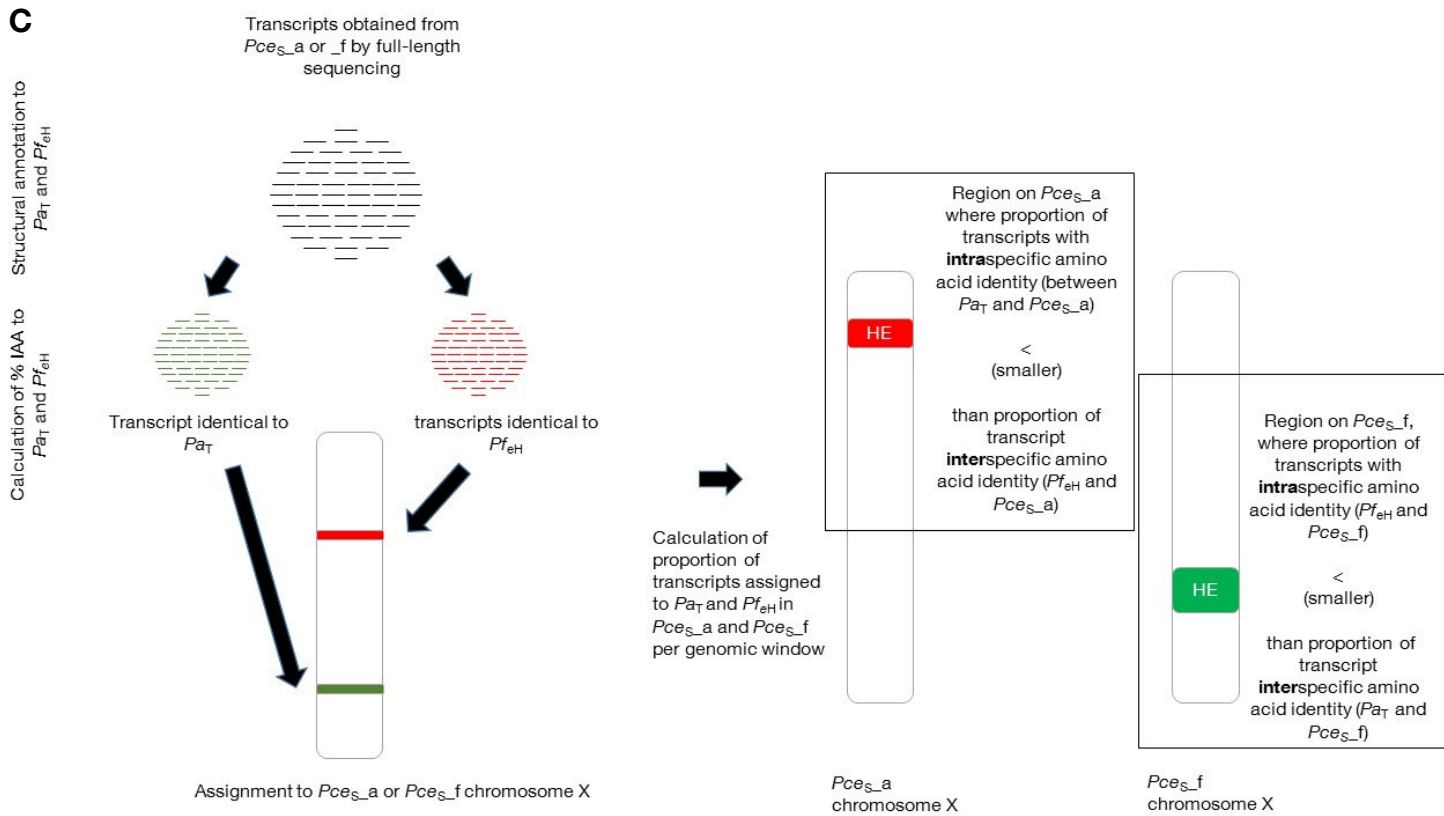 C
Transcripts obtained from
PceS_a or _f by full-length
sequencing
Structural annotation to
PaT and PfeH
Calculation of % IAA to
PaT and PfeH
Transcript identical to
PaT
transcripts identical to
PfeH
Assignment to PceS_a or PceS_f chromosome X
Calculation of
proportion of
transcripts assigned
to PaT and PfeH in
PceS_a and PceS_f
per genomic window
HE
Region on PceS_a
where proportion of
transcripts with
intraspecific amino
acid identity (between
PaT and PceS_a)
<
(smaller)
than proportion of
transcript
interspecific amino
acid identity (PfeH and
PceS_a)
PceS_a
chromosome X
HE
Region on PceS_f,
where proportion of
transcripts with
intraspecific amino
acid identity (PfeH and
PceS_f)
<
(smaller)
than proportion of
transcript
interspecific amino
acid identity (PaT and
PceS_f)
PceS_f
chromosome X